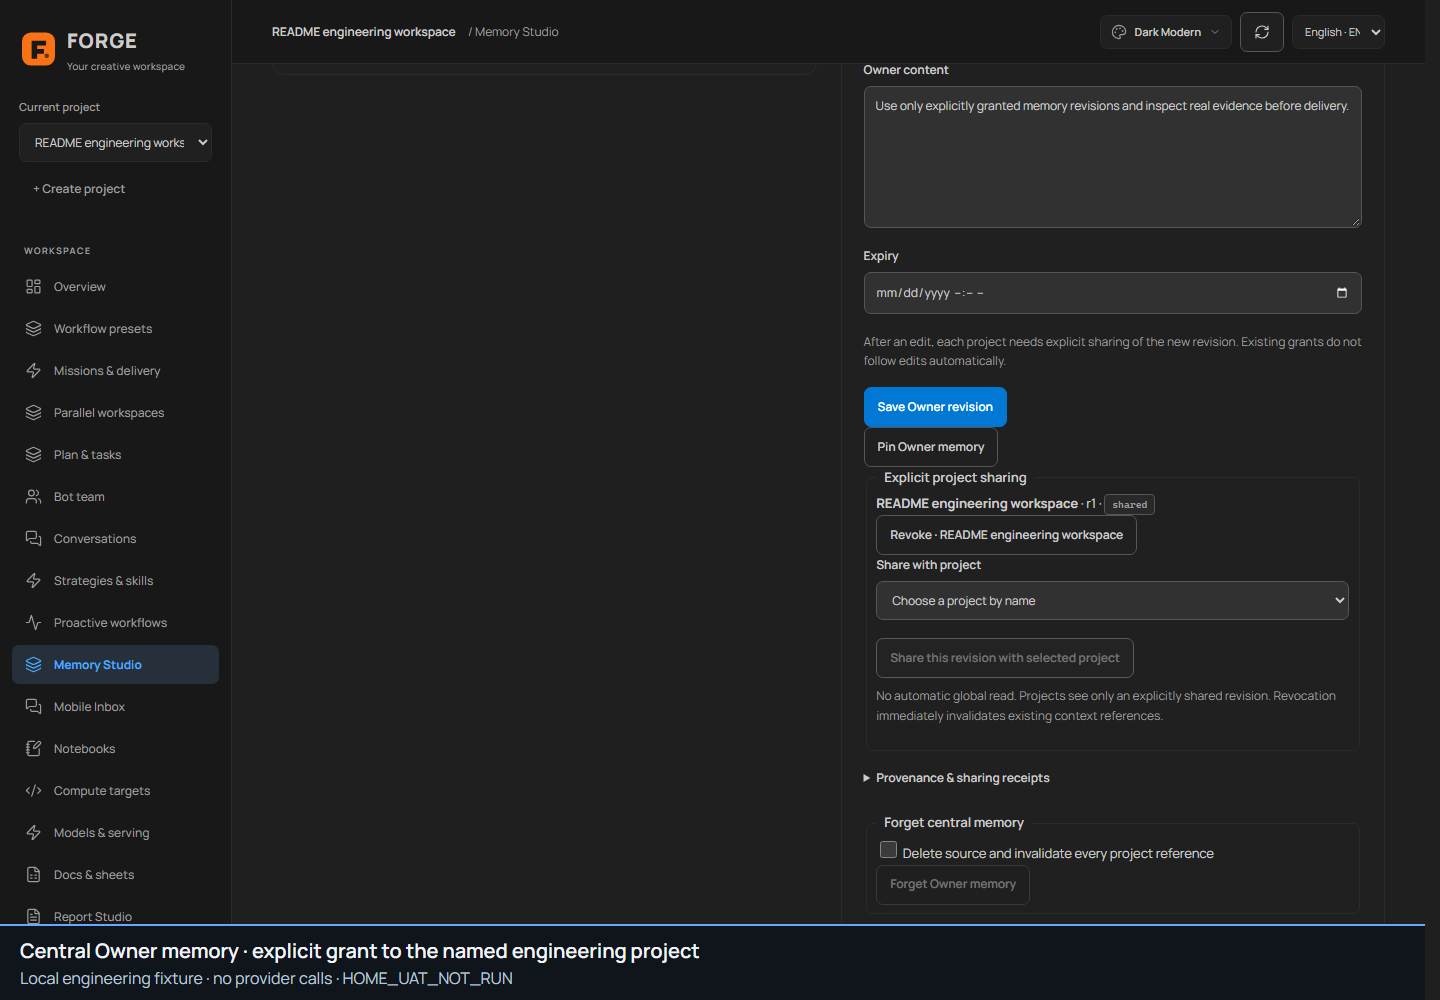 FORGE
Your creative workspace
Current project
README engineering works
+ Create project
WORKSPACE
Overview
Workflow presets
Missions & delivery
Parallel workspaces
Plan & tasks
Bot team
Conversations
Strategies & skills
Proactive workflows
Memory Studio
Mobile Inbox
Notebooks
Compute targets
Models & serving
Docs & sheets
Report Studio
README engineering workspace / Memory Studio
Dark Modern
English · EN
Owner content
Use only explicitly granted memory revisions and inspect real evidence before delivery.
Expiry
mm/dd/yyyy --:-- --
After an edit, each project needs explicit sharing of the new revision. Existing grants do not
follow edits automatically.
Save Owner revision
Pin Owner memory
Explicit project sharing
README engineering workspace · r1 · shared
Revoke · README engineering workspace
Share with project
Choose a project by name
Share this revision with selected project
No automatic global read. Projects see only an explicitly shared revision. Revocation
immediately invalidates existing context references.
Provenance & sharing receipts
Forget central memory
Delete source and invalidate every project reference
Forget Owner memory
Central Owner memory · explicit grant to the named engineering project
Local engineering fixture · no provider calls · HOME_UAT_NOT_RUN